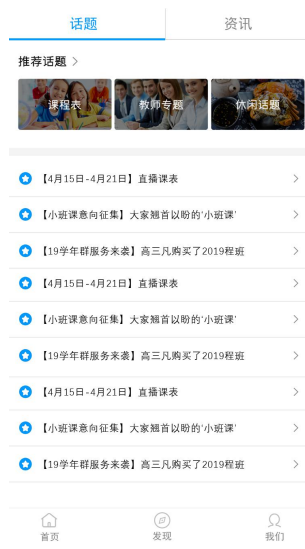 话题 资讯
推荐话题
课程表 教师专题 休闲话题
【4月15日-4月21日】直播课表
【小班课意向征集】大家翘首以盼的'小班课'
【19学年群服务来袭】高三凡购买了2019程班
【4月15日-4月21日】直播课表
【小班课意向征集】大家翘首以盼的'小班课'
【19学年群服务来袭】高三凡购买了2019程班
【4月15日-4月21日】直播课表
【小班课意向征集】大家翘首以盼的'小班课'
【19学年群服务来袭】高三凡购买了2019程班
首页 发现 我们